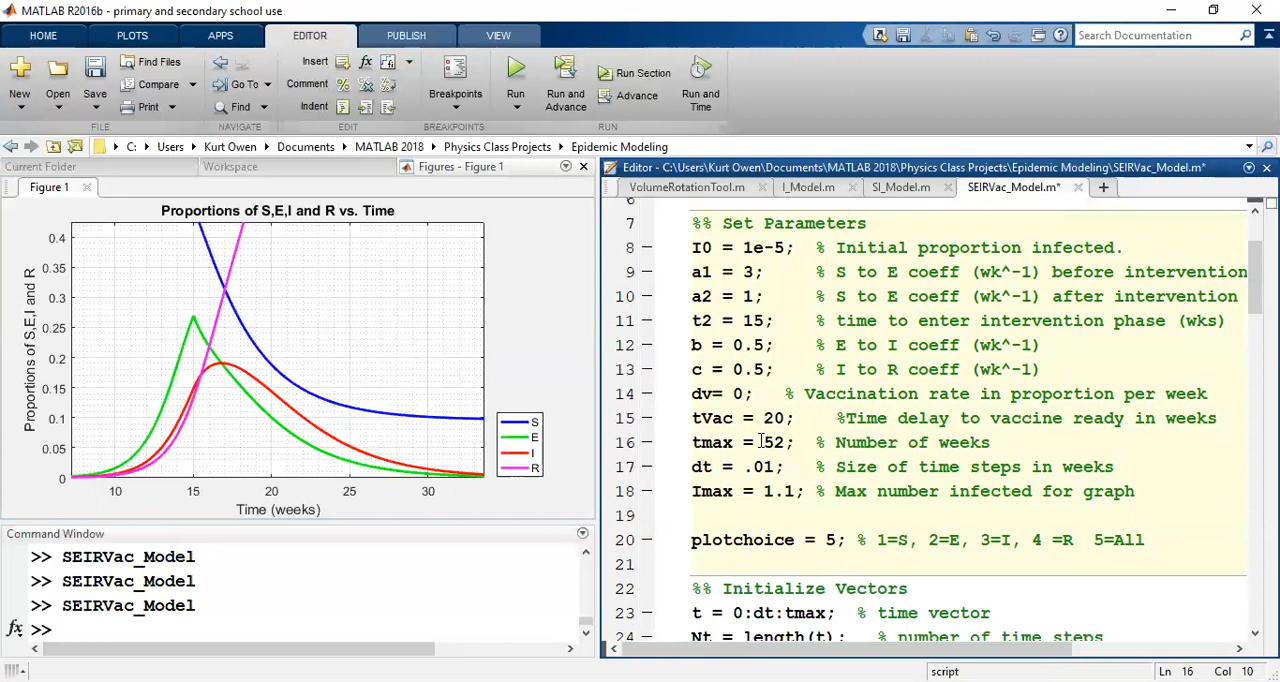 MATLAB R2016b - primary and secondary school use
HOME PLOTS APPS EDITOR PUBLISH VIEW Search Documentation
New Open Save Find Files Compare Print
Go To Find
Insert fx
Comment %
Indent
Breakpoints
Run Run and Advance Run Section Advance Run and Time
FILE NAVIGATE EDIT BREAKPOINTS RUN
C: Users Kurt Owen Documents MATLAB 2018 Physics Class Projects Epidemic Modeling
Current Folder Workspace Figures - Figure 1
Figure 1
Proportions of S,E,I and R vs. Time
Proportions of S,E,I and R
0.4
0.35
0.3
0.25
0.2
0.15
0.1
0.05
0
10 15 20 25 30
Time (weeks)
S
E
I
R
Command Window
>> SEIRVac_Model
>> SEIRVac_Model
>> SEIRVac_Model
fx >>
Editor - C:\Users\Kurt Owen\Documents\MATLAB 2018\Physics Class Projects\Epidemic Modeling\SEIRVac_Model.m*
VolumeRotationTool.m I_Model.m SI_Model.m SEIRVac_Model.m* +
6
7 %% Set Parameters
8 I0 = 1e-5; % Initial proportion infected.
9 a1 = 3; % S to E coeff (wk^-1) before intervention
10 a2 = 1; % S to E coeff (wk^-1) after intervention
11 t2 = 15; % time to enter intervention phase (wks)
12 b = 0.5; % E to I coeff (wk^-1)
13 c = 0.5; % I to R coeff (wk^-1)
14 dv= 0; % Vaccination rate in proportion per week
15 tVac = 20; %Time delay to vaccine ready in weeks
16 tmax = 52; % Number of weeks
17 dt = .01; % Size of time steps in weeks
18 Imax = 1.1; % Max number infected for graph
19
20 plotchoice = 5; % 1=S, 2=E, 3=I, 4 =R 5=All
21
22 %% Initialize Vectors
23 t = 0:dt:tmax; % time vector
24 Nt = length(t); % number of time steps
script Ln 16 Col 10